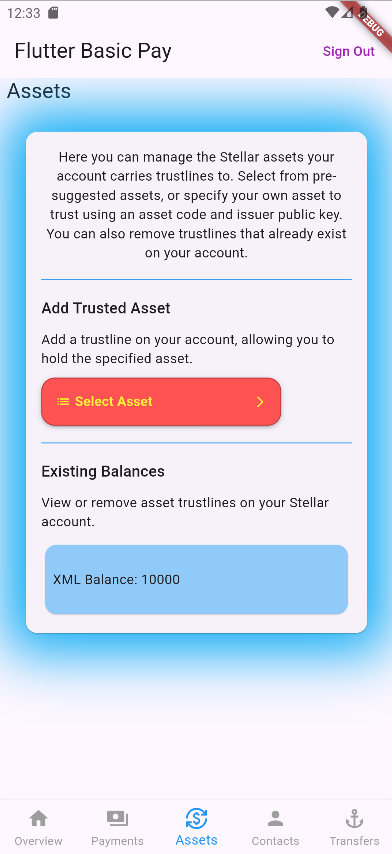 12:33
Flutter Basic Pay
Sign Out
Assets
Here you can manage the Stellar assets your
account carries trustlines to. Select from pre-
suggested assets, or specify your own asset to
trust using an asset code and issuer public key.
You can also remove trustlines that already exist
on your account.
Add Trusted Asset
Add a trustline on your account, allowing you to
hold the specified asset.
Select Asset
Existing Balances
View or remove asset trustlines on your Stellar
account.
XML Balance: 10000
Overview
Payments
Assets
Contacts
Transfers